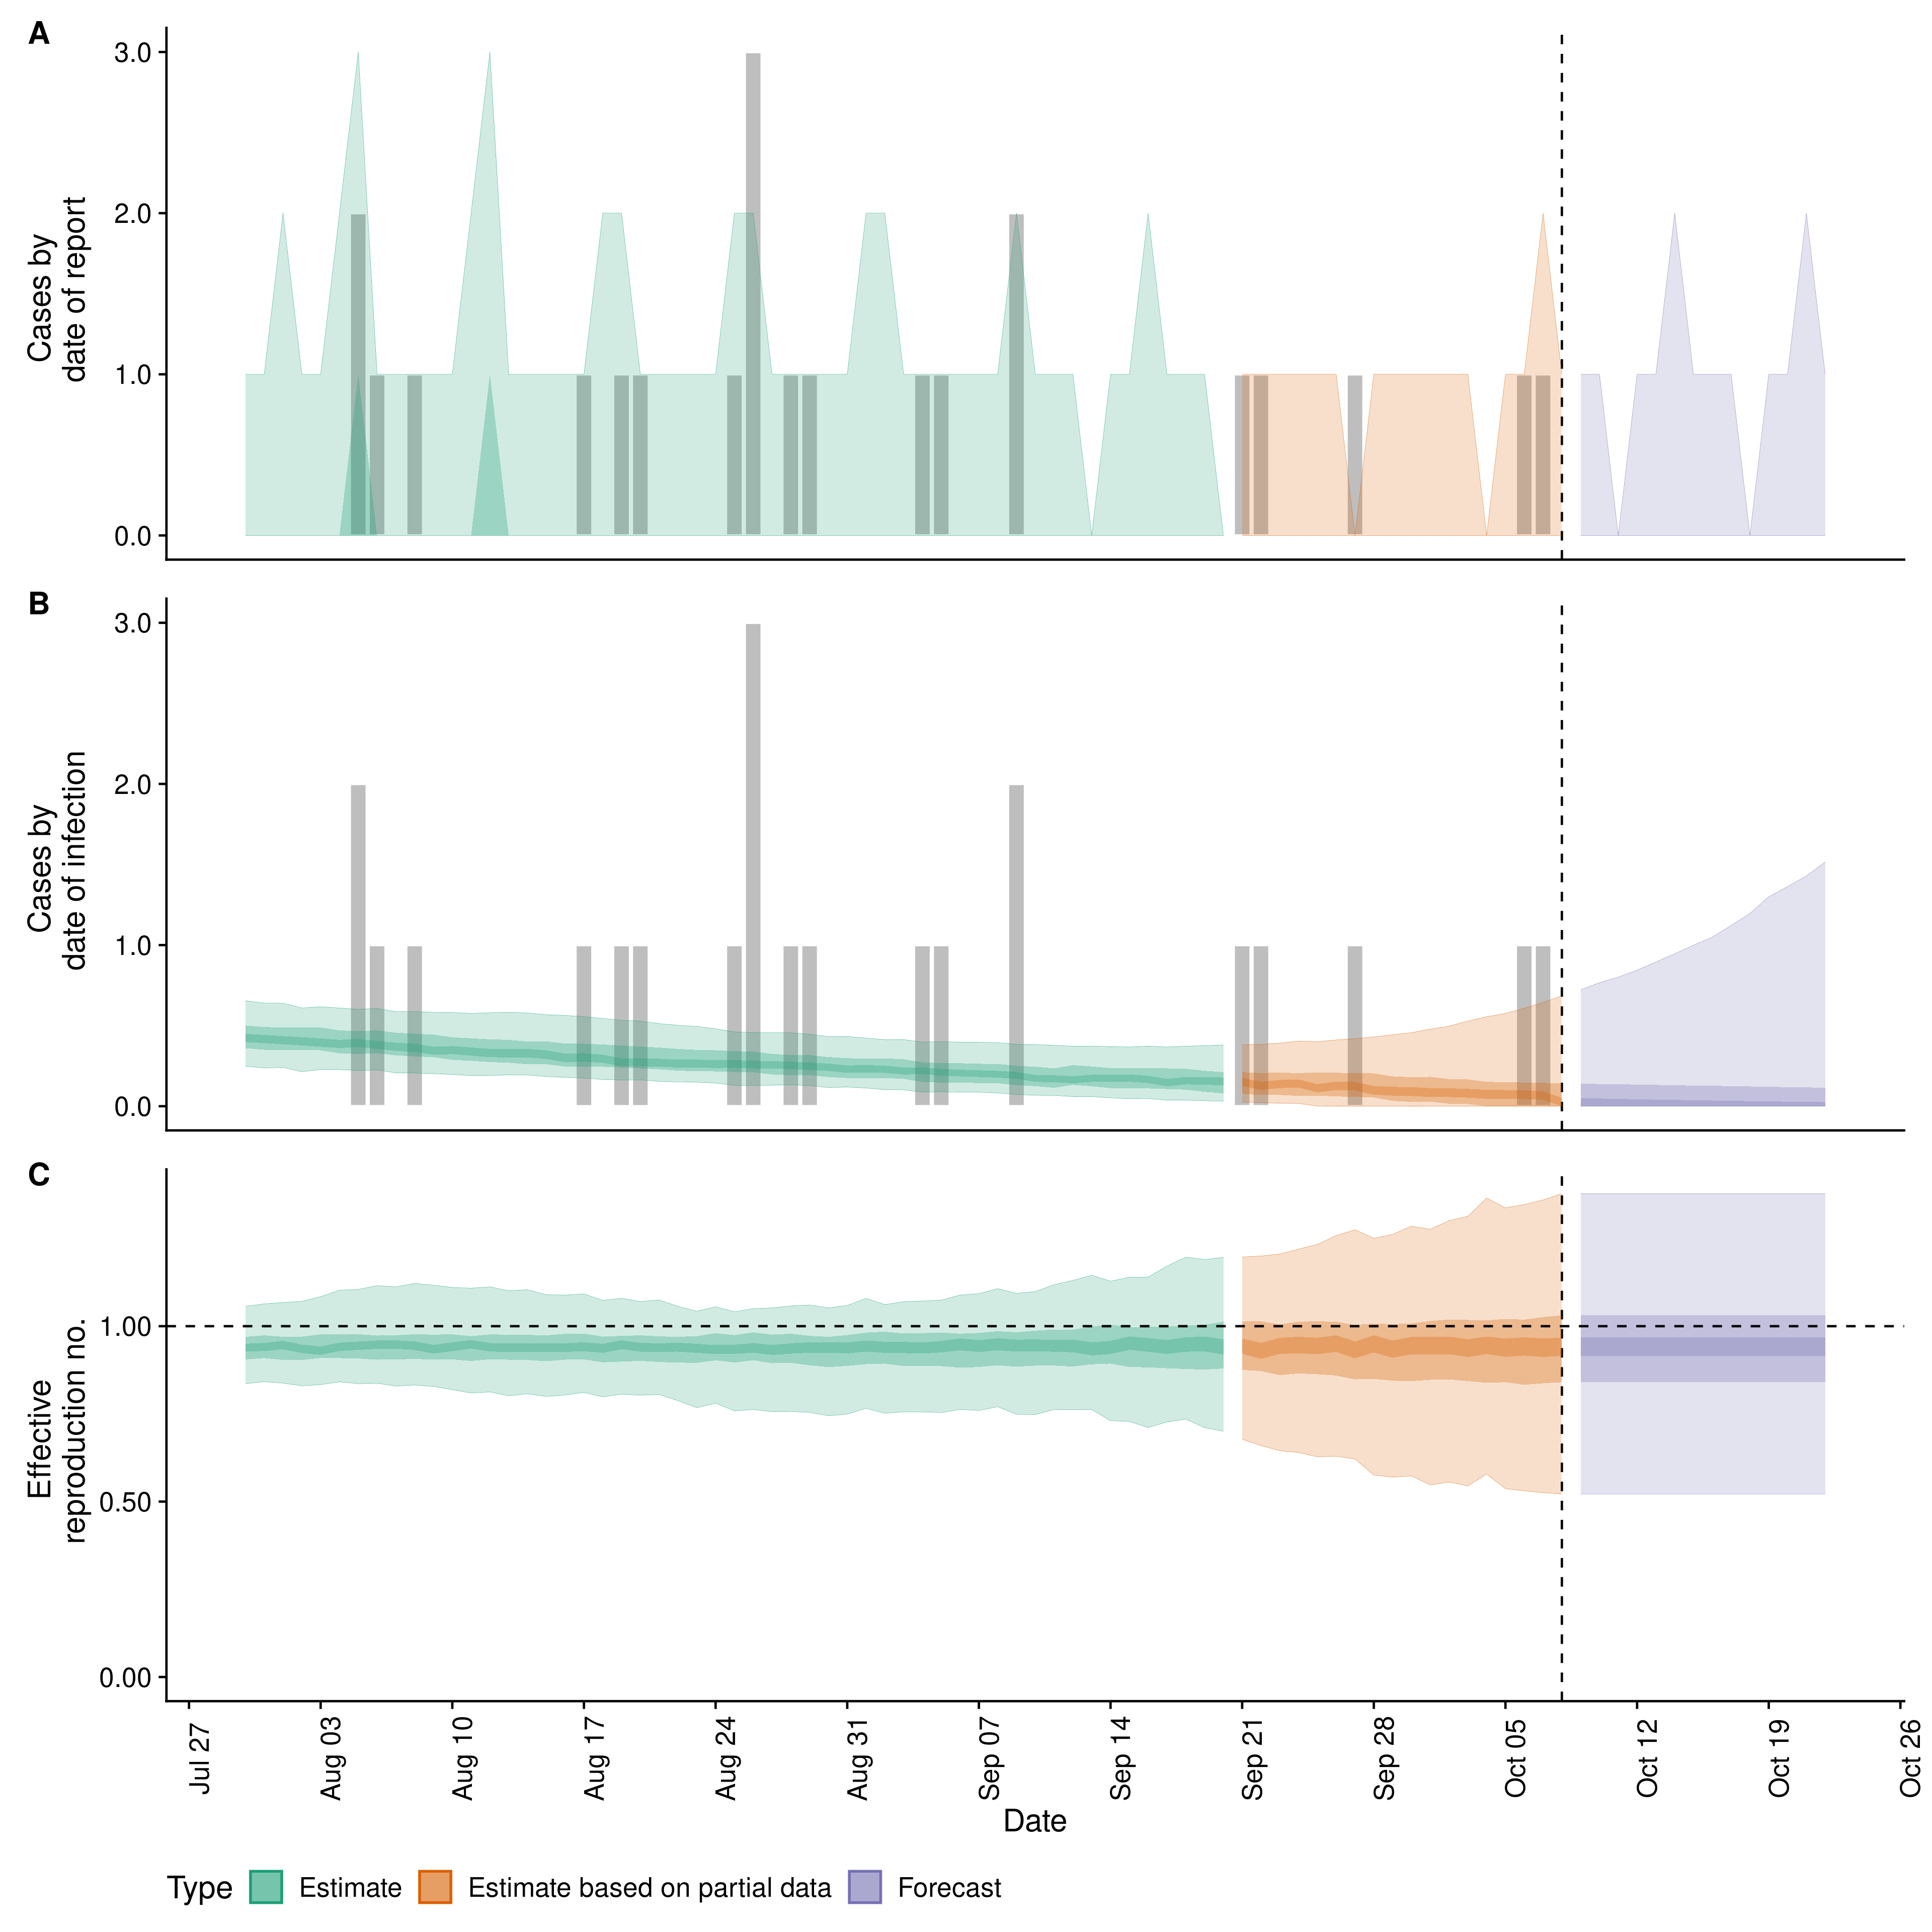 A
Cases by
date of report
3.0
2.0
1.0
0.0
B
Cases by
date of infection
3.0
2.0
1.0
0.0
C
Effective
reproduction no.
1.00
0.50
0.00
Jul 27
Aug 03
Aug 10
Aug 17
Aug 24
Aug 31
Sep 07
Sep 14
Sep 21
Sep 28
Oct 05
Oct 12
Oct 19
Oct 26
Date
Type Estimate Estimate based on partial data Forecast